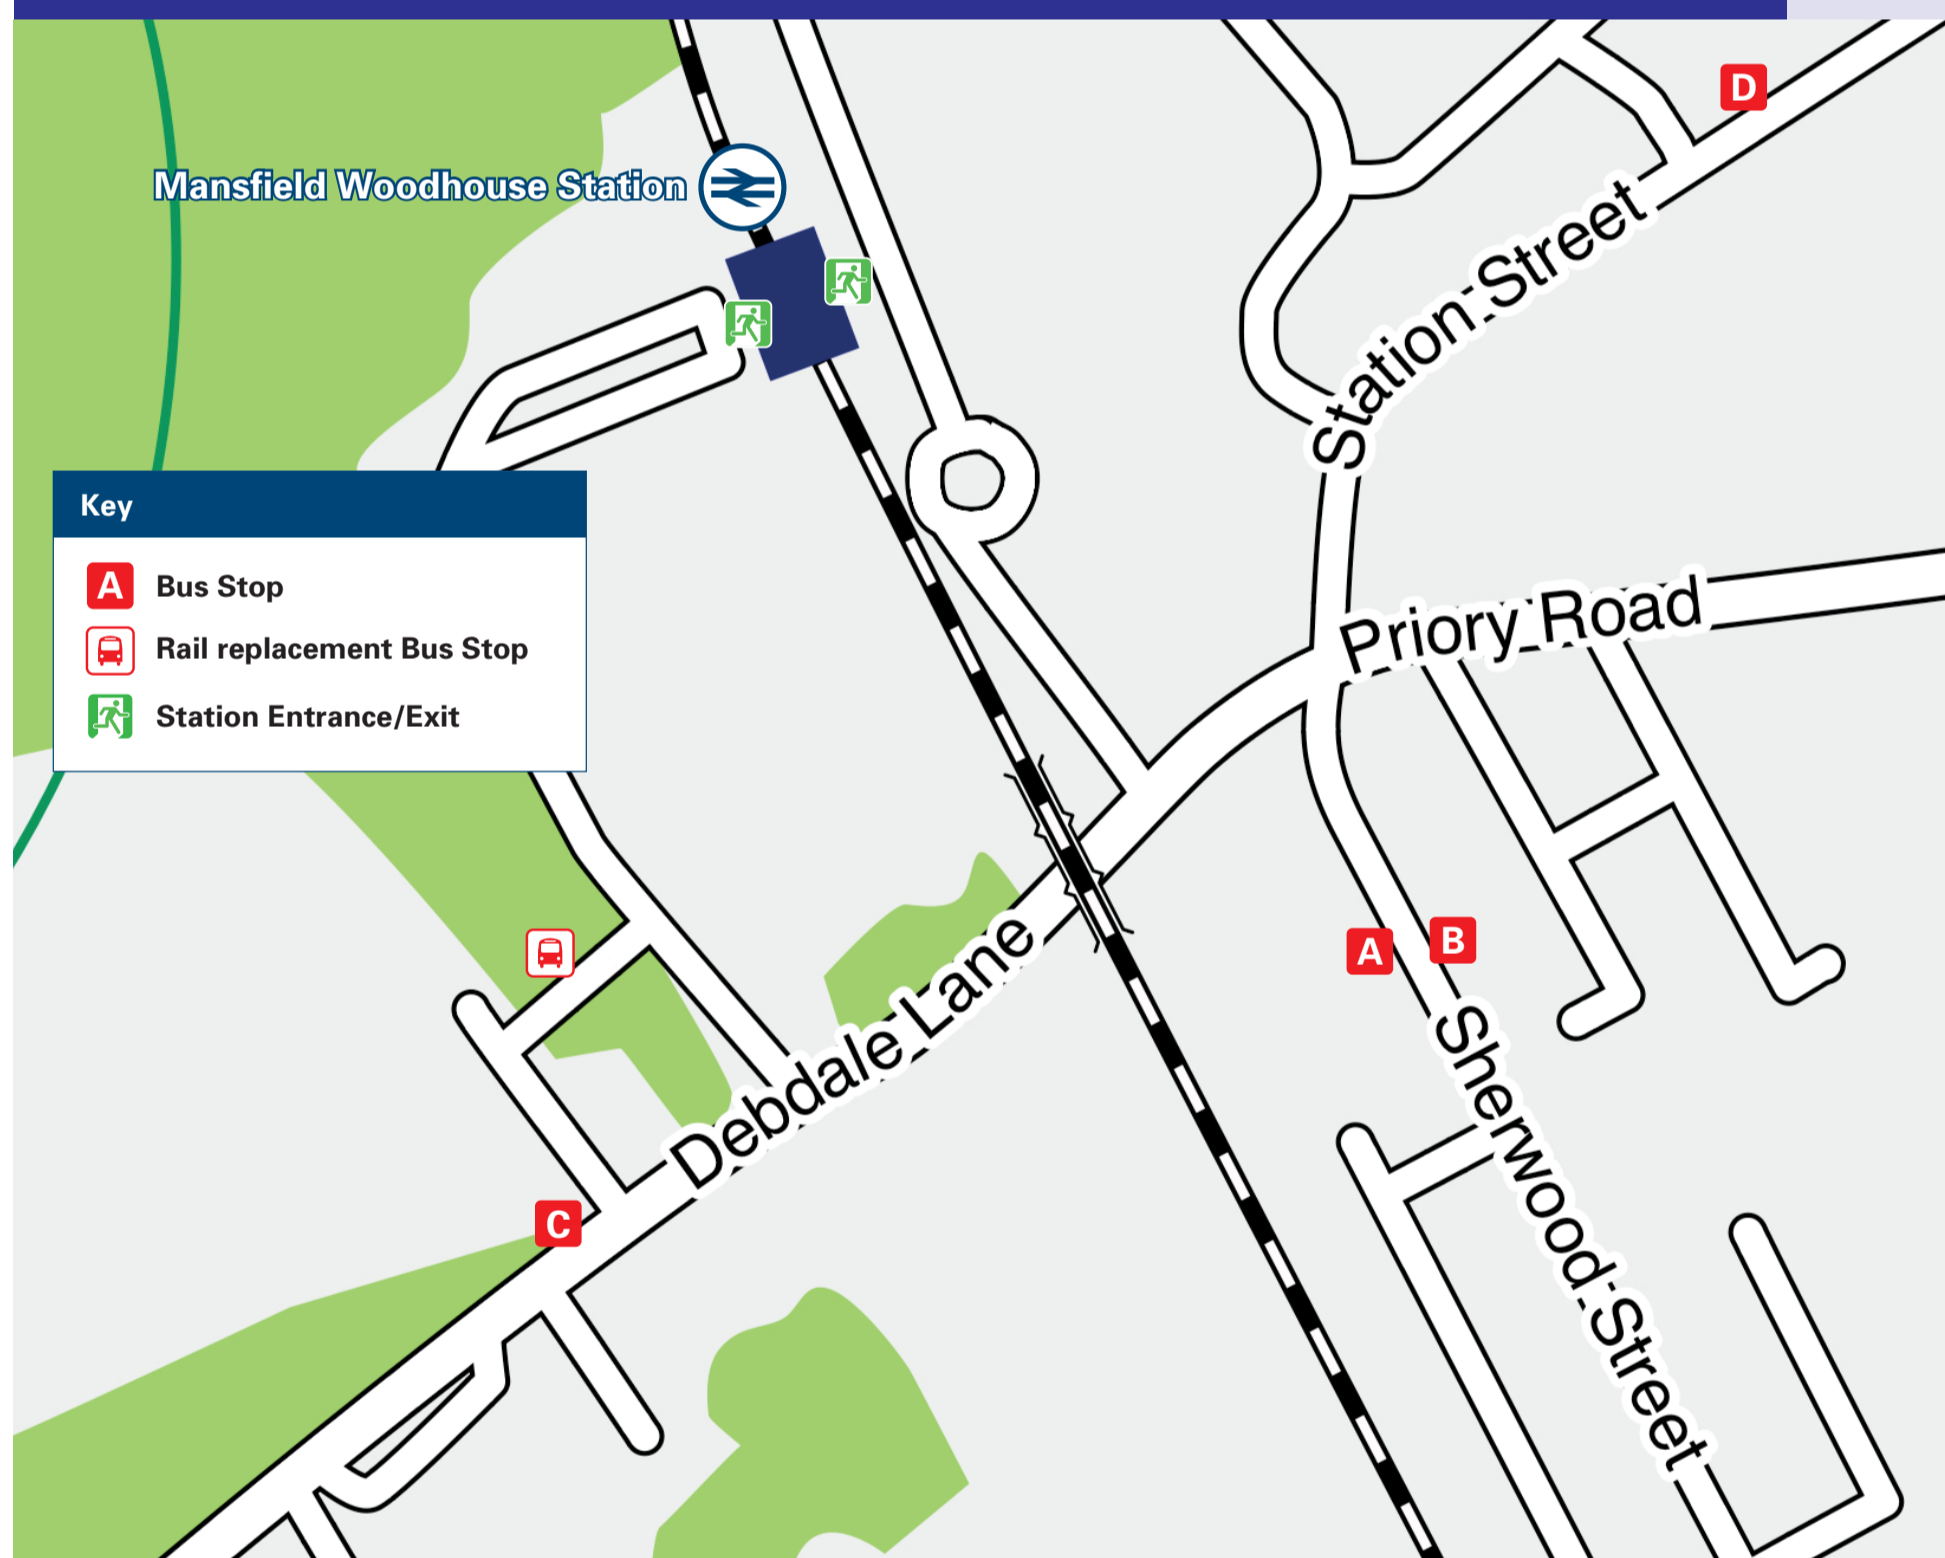 D
Mansfield Woodhouse Station
Station Street
Key
A Bus Stop
Rail replacement Bus Stop
Station Entrance/Exit
Priory Road
A
B
Debdale Lane
Sherwood Street
C